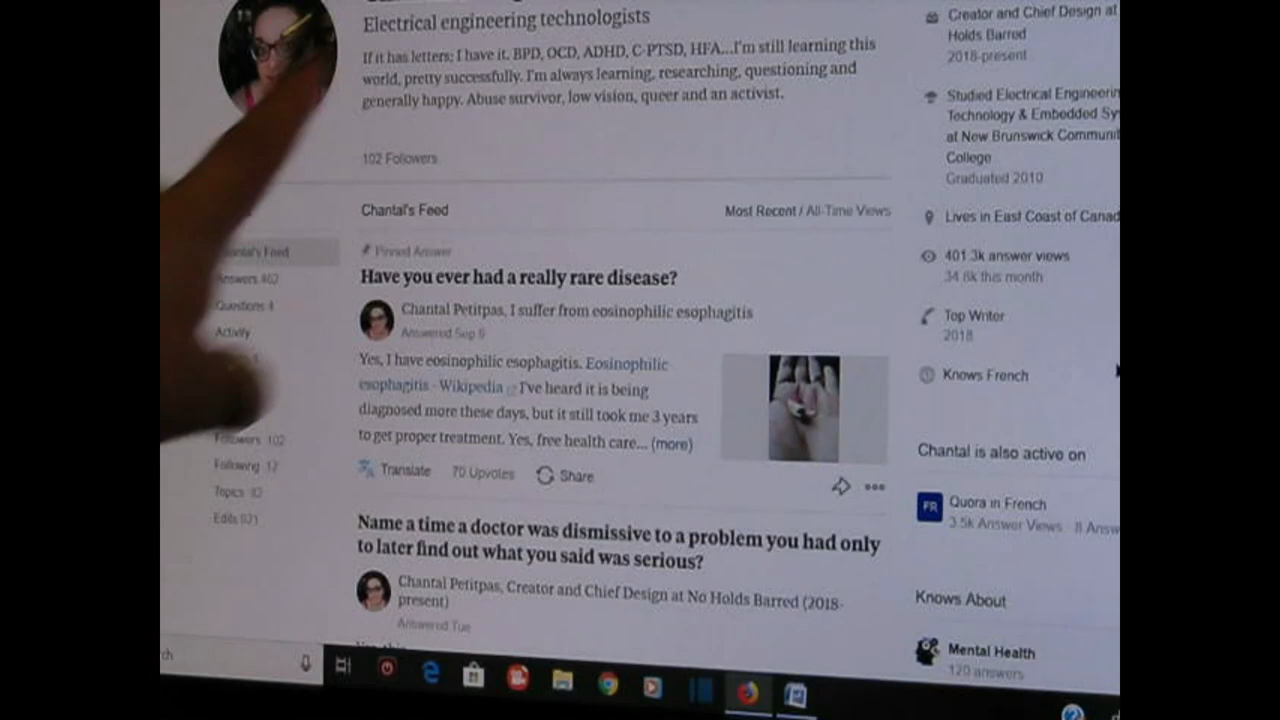 Electrical engineering technologists
If it has letters; I have it. BPD, OCD, ADHD, C-PTSD, HFA...I'm still learning this
world, pretty successfully. I'm always learning, researching, questioning and
generally happy. Abuse survivor, low vision, queer and an activist.
102 Followers
Chantal's Feed
Most Recent / All-Time Views
Pinned Answer
Have you ever had a really rare disease?
Chantal Petitpas, I suffer from eosinophilic esophagitis
Answered Sep 9
Yes, I have eosinophilic esophagitis. Eosinophilic
esophagitis - Wikipedia I've heard it is being
diagnosed more these days, but it still took me 3 years
to get proper treatment. Yes, free health care... (more)
Translate 70 Upvotes Share
Name a time a doctor was dismissive to a problem you had only
to later find out what you said was serious?
Chantal Petitpas, Creator and Chief Design at No Holds Barred (2018-
present)
Answered Tue
Feed
Answers
Questions 4
Activity
Followers 102
Following
Topics
Edits
Creator and Chief Design at
Holds Barred
2018-present
Studied Electrical Engineerin
Technology & Embedded Sy
at New Brunswick Communit
College
Graduated 2010
Lives in East Coast of Canad
401.3k answer views
34.6k this month
Top Writer
2018
Knows French
Chantal is also active on
FR Quora in French
3.5k Answer Views · 8 Answ
Knows About
Mental Health
120 answers